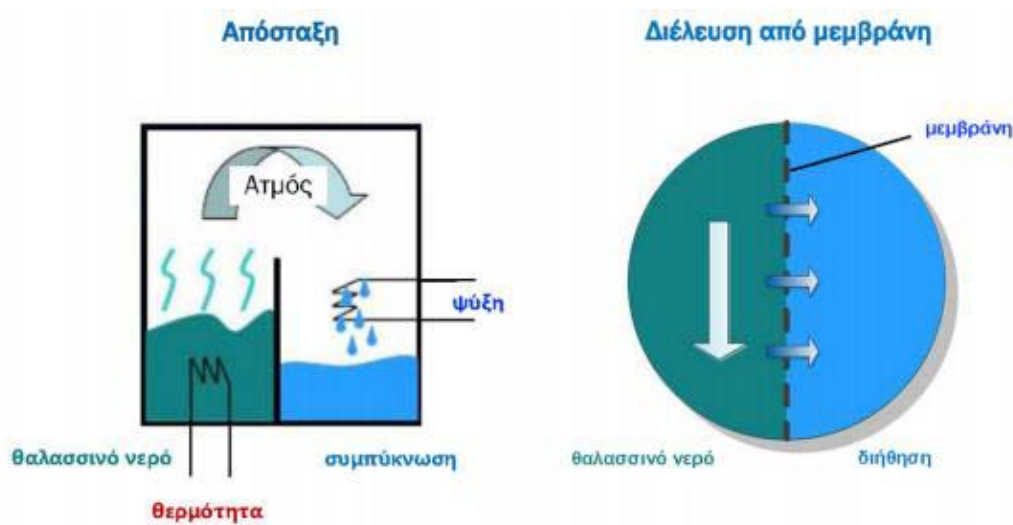 Απόσταξη
Διέλευση από μεμβράνη
μεμβράνη
Ατμός
ψύξη
θαλασσινό νερό
συμπύκνωση
θαλασσινό νερό
διήθηση
θερμότητα